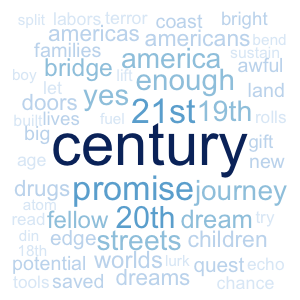 split labors terror coast bright
americas americans bend
families america sustain
bridge awful
boy lift enough
let yes land
doors 21st 19th
built lives fuel rolls
big century gift
age new
drugs promise journey
atom
read fellow 20th dream try
din edge streets children
18th
potential worlds lurk quest echo
tools saved dreams chance